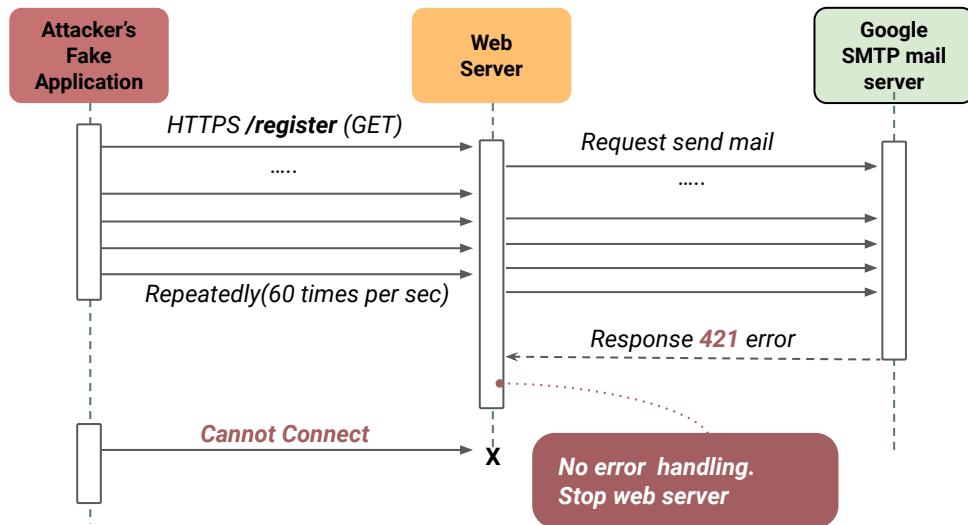 Attacker's
Fake
Application
Web
Server
Google
SMTP mail
server
HTTPS /register (GET)
.....
Request send mail
.....
Repeatedly(60 times per sec)
Response 421 error
Cannot Connect
X
No error handling.
Stop web server